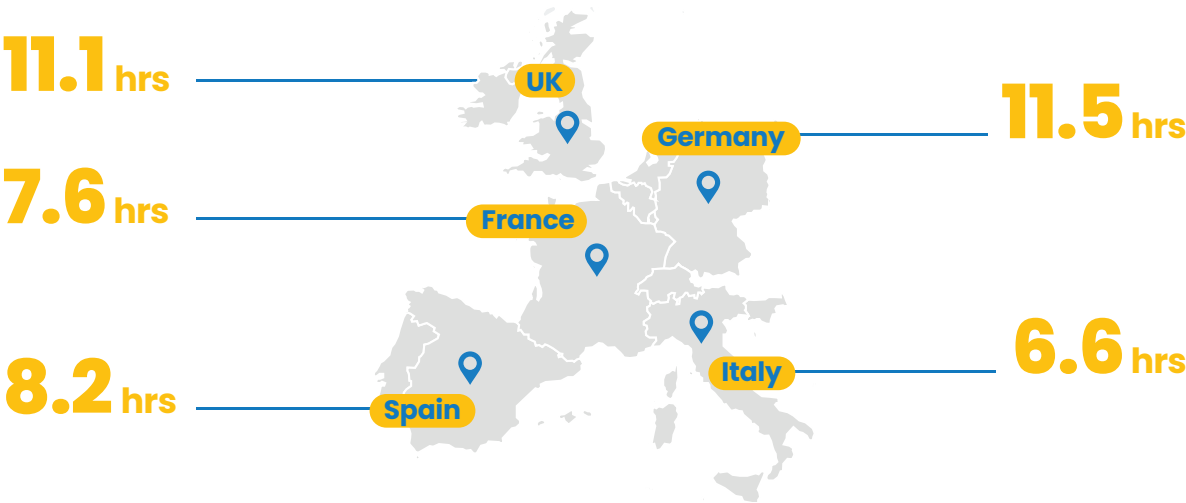 11.1 hrs
UK
11.5 hrs
Germany
7.6 hrs
France
6.6 hrs
Italy
8.2 hrs
Spain